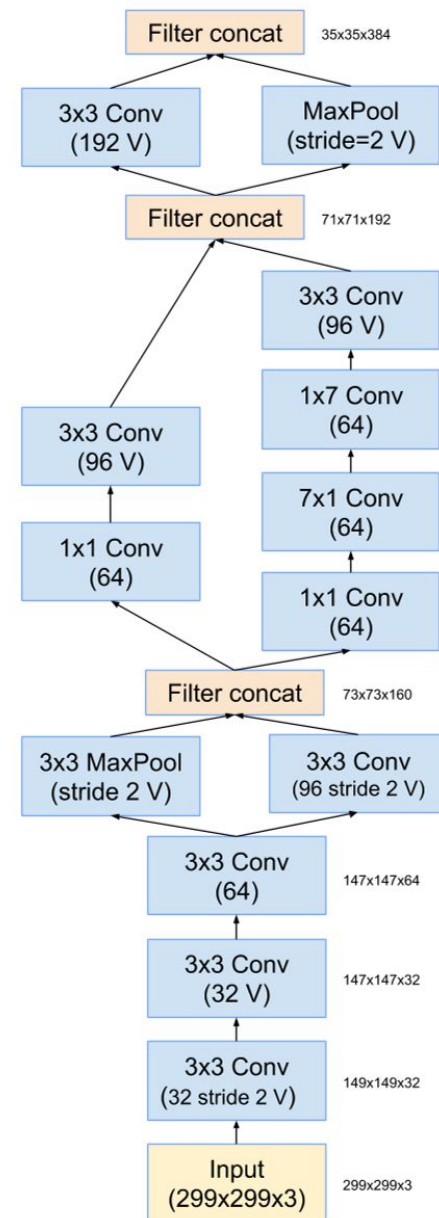 Filter concat
35x35x384
3x3 Conv
(192 V)
MaxPool
(stride=2 V)
Filter concat
71x71x192
3x3 Conv
(96 V)
1x7 Conv
(64)
3x3 Conv
(96 V)
7x1 Conv
(64)
1x1 Conv
(64)
1x1 Conv
(64)
Filter concat
73x73x160
3x3 MaxPool
(stride 2 V)
3x3 Conv
(96 stride 2 V)
3x3 Conv
(64)
147x147x64
3x3 Conv
(32 V)
147x147x32
3x3 Conv
(32 stride 2 V)
149x149x32
Input
(299x299x3)
299x299x3